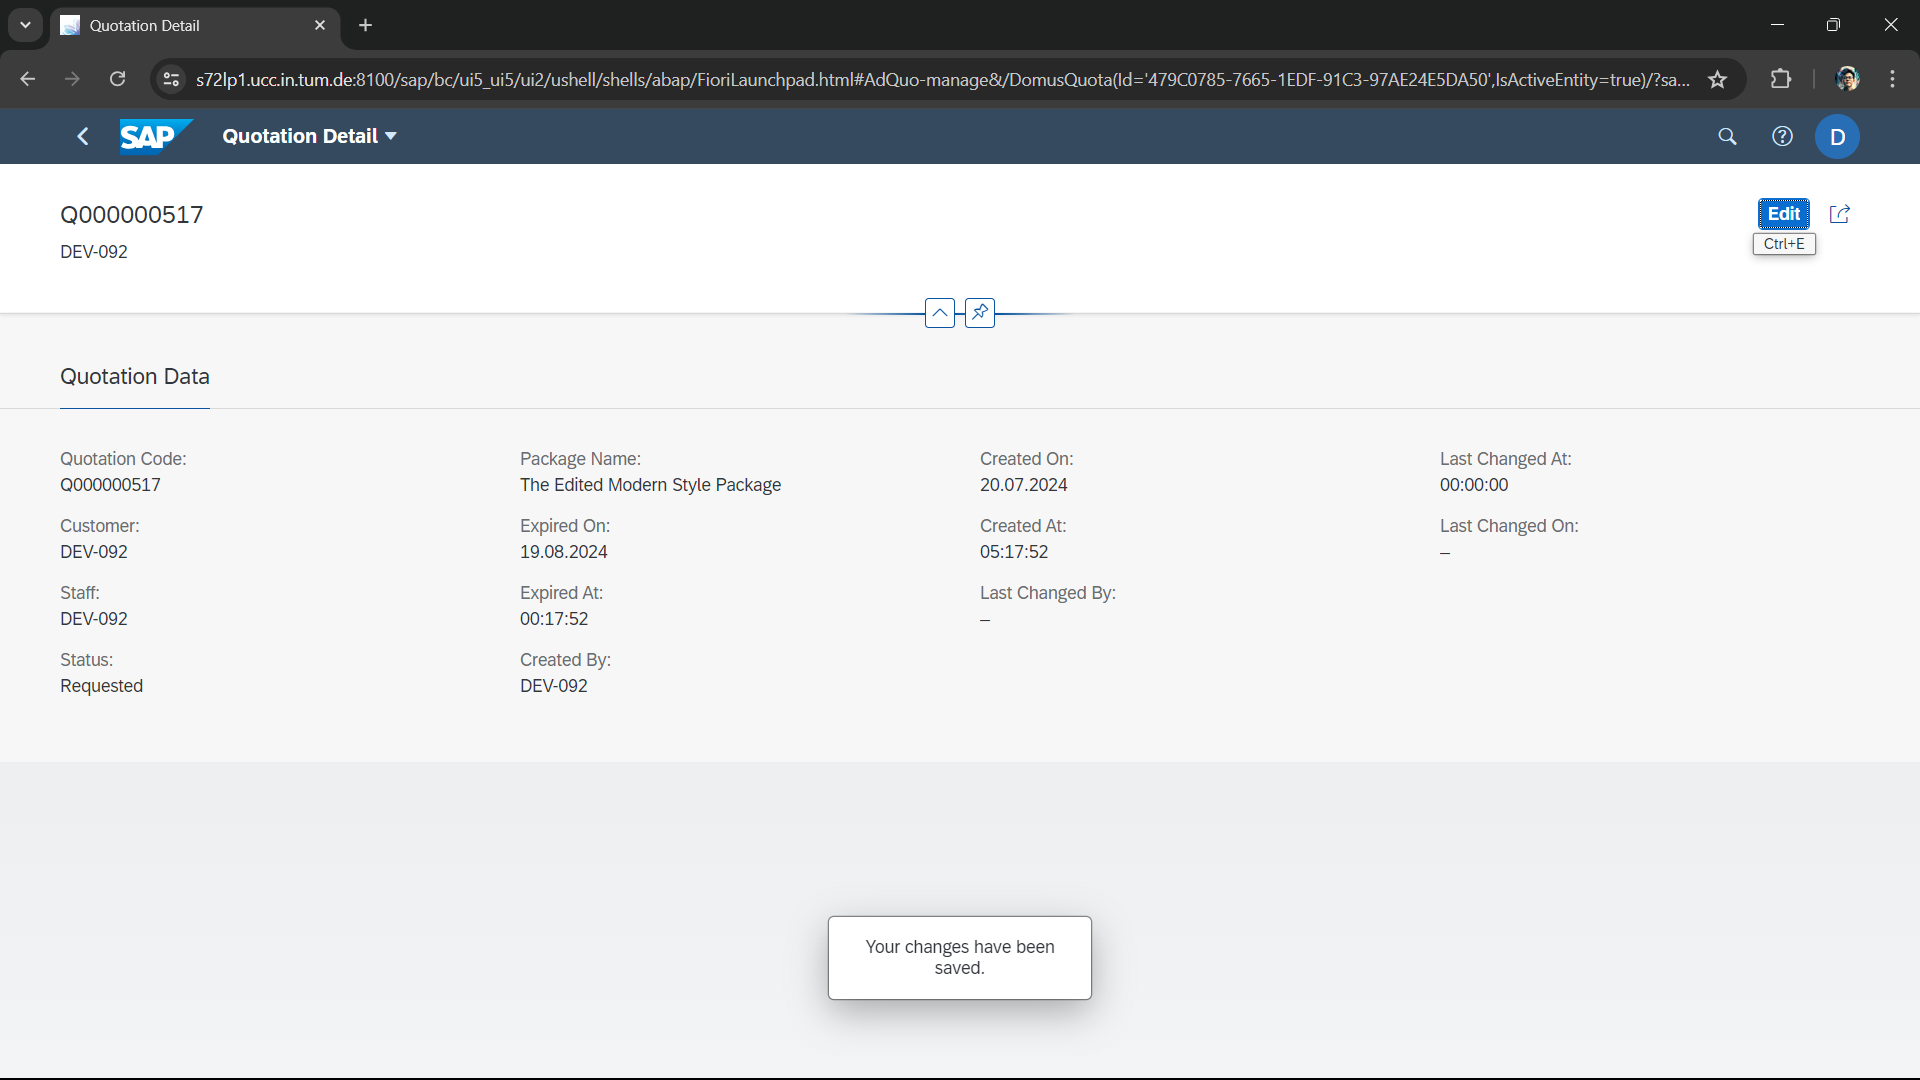 Quotation Detail
s72lp1.ucc.in.tum.de:8100/sap/bc/ui5_ui5/ui2/ushell/shells/abap/FioriLaunchpad.html#AdQuo-manage&/DomusQuota(Id='479C0785-7665-1EDF-91C3-97AE24E5DA50',IsActiveEntity=true)/?sa...
SAP
Quotation Detail
D
Q000000517
Edit
DEV-092
Ctrl+E
Quotation Data
Quotation Code:
Q000000517
Customer:
DEV-092
Staff:
DEV-092
Status:
Requested
Package Name:
The Edited Modern Style Package
Expired On:
19.08.2024
Expired At:
00:17:52
Created By:
DEV-092
Created On:
20.07.2024
Created At:
05:17:52
Last Changed By:
–
Last Changed At:
00:00:00
Last Changed On:
–
Your changes have been
saved.